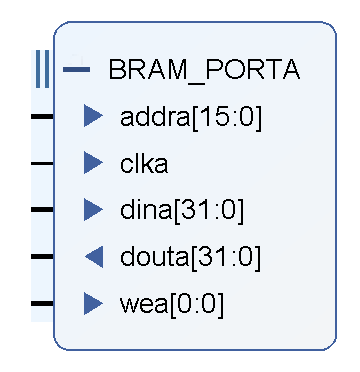 BRAM_PORTA
addra[15:0]
clka
dina[31:0]
douta[31:0]
wea[0:0]